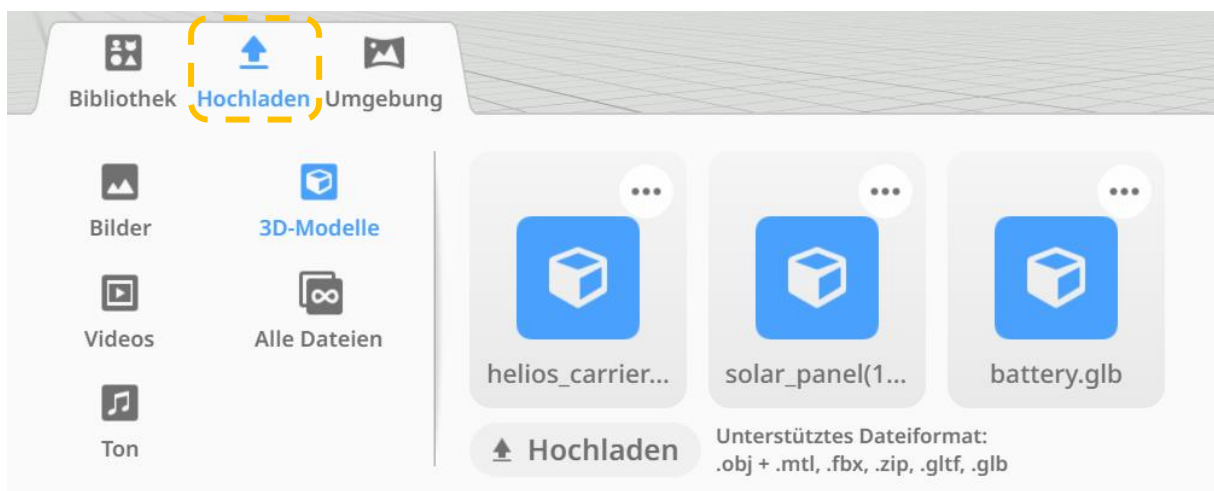 Bibliothek Hochladen Umgebung
Bilder 3D-Modelle
Videos Alle Dateien
Ton
helios_carrier... solar_panel(1... battery.glb
Hochladen
Unterstütztes Dateiformat:
.obj + .mtl, .fbx, .zip, .gltf, .glb